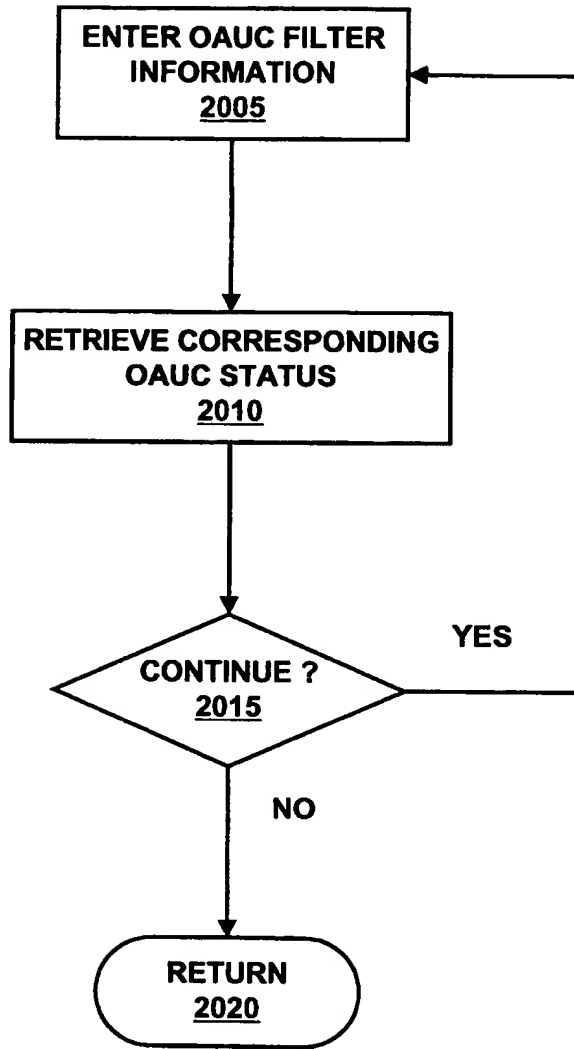 ENTER OAUC FILTER
INFORMATION
2005
RETRIEVE CORRESPONDING
OAUC STATUS
2010
YES
CONTINUE ?
2015
NO
RETURN
2020